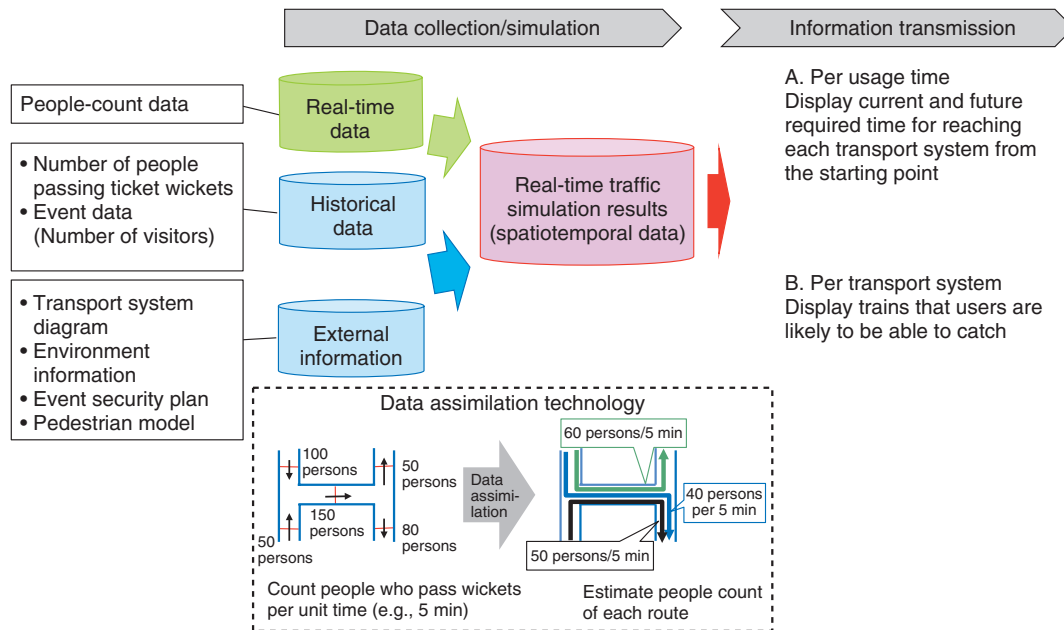 Data collection/simulation
Information transmission
People-count data
• Number of people
passing ticket wickets
• Event data
(Number of visitors)
• Transport system
diagram
• Environment
information
• Event security plan
• Pedestrian model
Real-time
data
Historical
data
External
information
Real-time traffic
simulation results
(spatiotemporal data)
A. Per usage time
Display current and future
required time for reaching
each transport system from
the starting point
B. Per transport system
Display trains that users are
likely to be able to catch
Data assimilation technology
100
persons
50
persons
150
persons
50
persons
80
persons
Count people who pass wickets
per unit time (e.g., 5 min)
Data
assimi-
lation
60 persons/5 min
40 persons
per 5 min
50 persons/5 min
Estimate people count
of each route